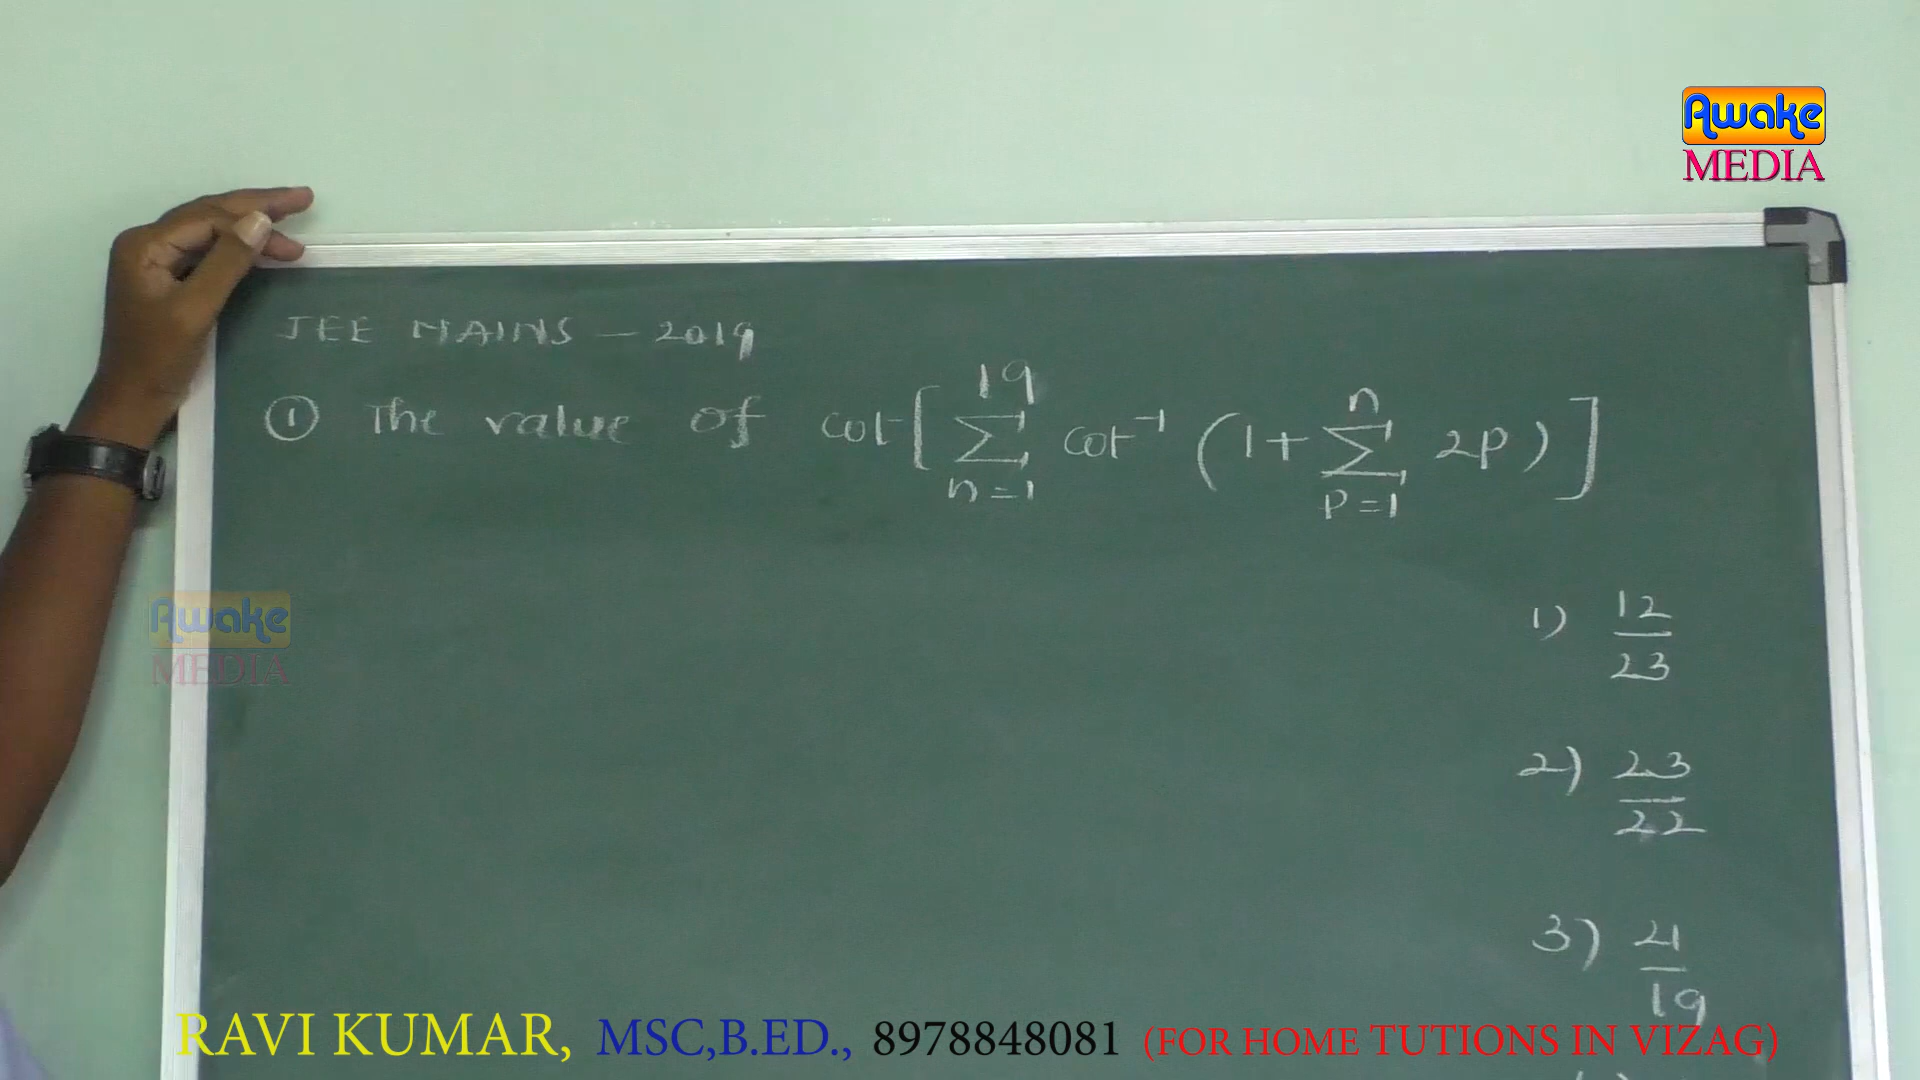 Awake
MEDIA
JEE MAINS - 2019
① The value of cot [ 19 Σ n=1 cot⁻¹ ( 1 + n Σ p=1 2p ) ]
1) 12/23
Awake
MEDIA
2) 23/22
3) 21/19
RAVI KUMAR, MSC,B.ED., 8978848081 (FOR HOME TUTIONS IN VIZAG)